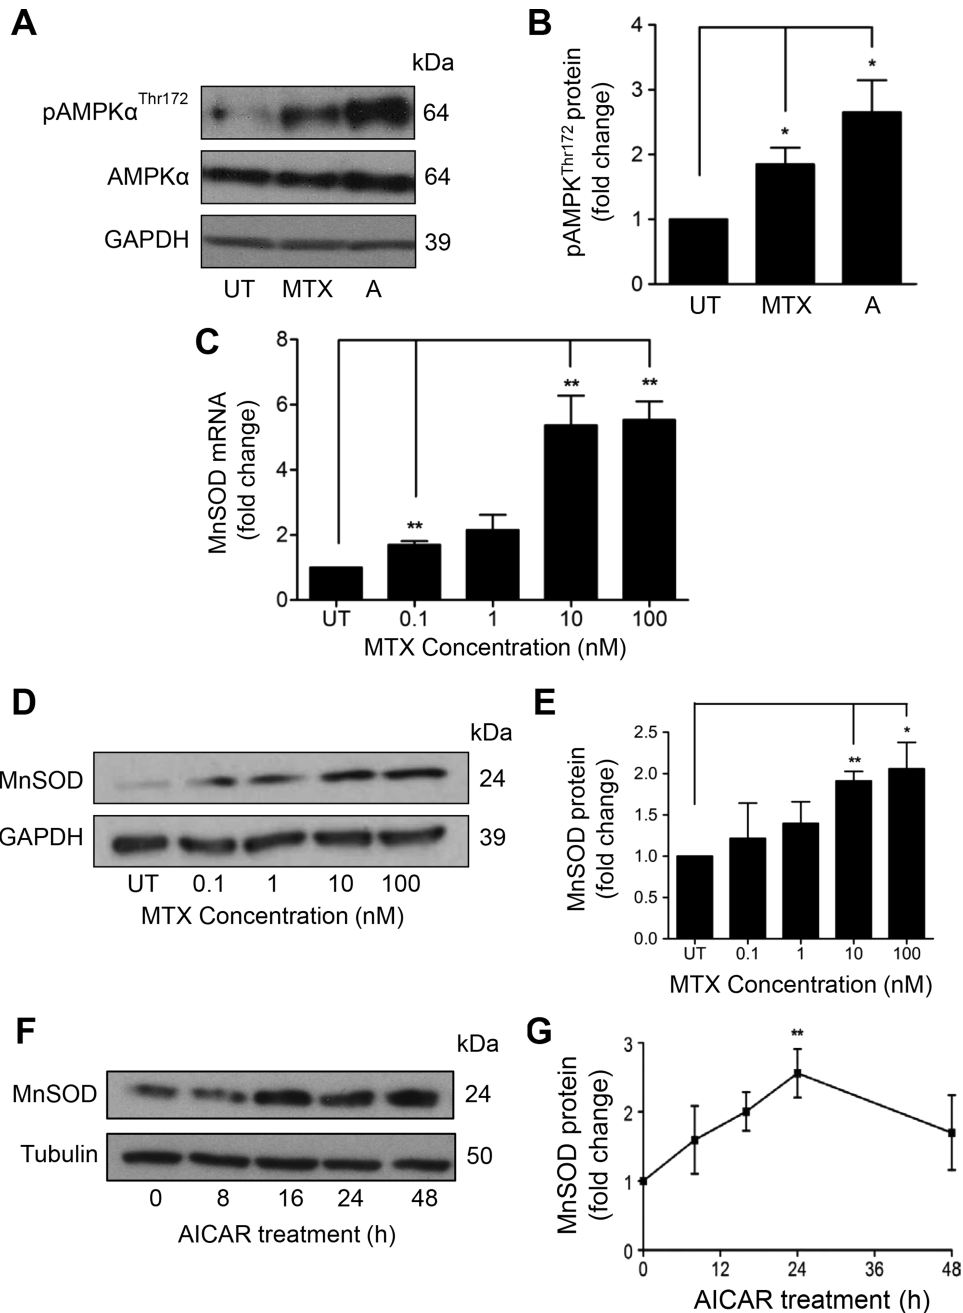 A
kDa
pAMPKαThr172
64
AMPKα
64
GAPDH
39
UT MTX A
B
pAMPKThr172 protein
(fold change)
4
3
2
1
0
*
*
UT MTX A
C
MnSOD mRNA
(fold change)
8
6
4
2
0
**
**
**
UT 0.1 1 10 100
MTX Concentration (nM)
D
kDa
MnSOD
24
GAPDH
39
UT 0.1 1 10 100
MTX Concentration (nM)
E
MnSOD protein
(fold change)
2.5
2.0
1.5
1.0
0.5
0.0
**
*
UT 0.1 1 10 100
MTX Concentration (nM)
F
kDa
MnSOD
24
Tubulin
50
0 8 16 24 48
AICAR treatment (h)
G
MnSOD protein
(fold change)
3
2
1
0
**
0 12 24 36 48
AICAR treatment (h)